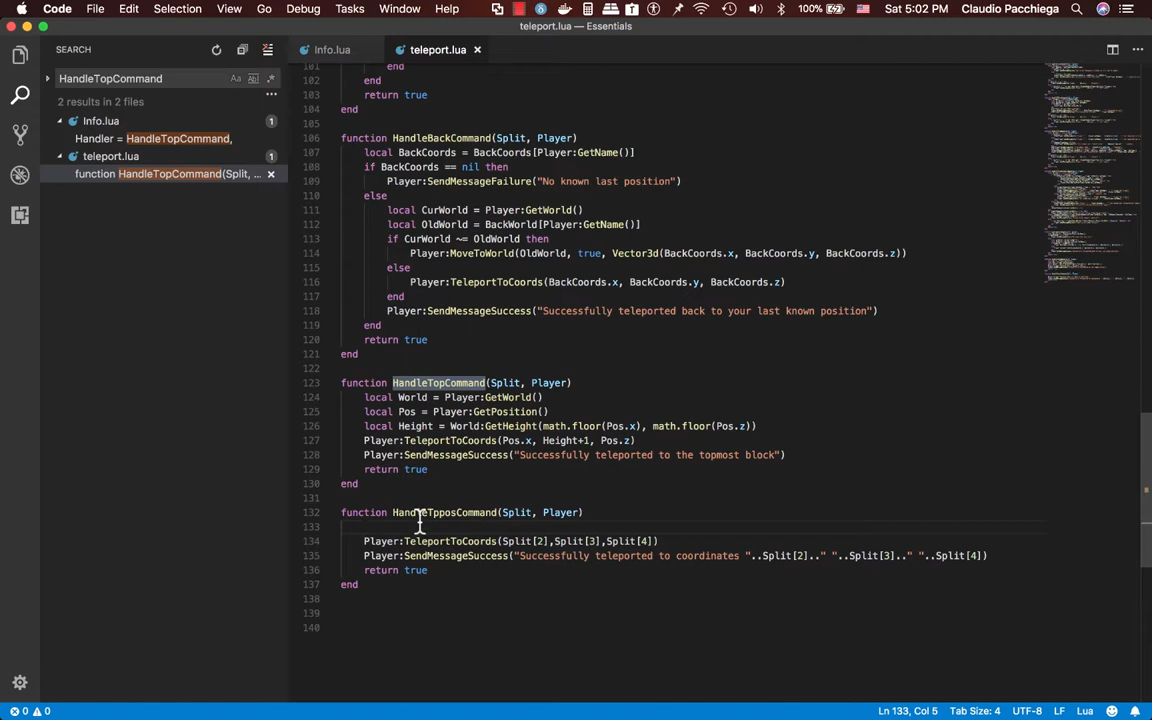 Code File Edit Selection View Go Debug Tasks Window Help 100% Sat 5:02 PM Claudio Pacchiega
teleport.lua — Essentials
SEARCH
Info.lua
teleport.lua
HandleTopCommand
Aa
Ab|
.*
2 results in 2 files
Info.lua 1
Handler = HandleTopCommand,
teleport.lua 1
function HandleTopCommand(Split, ...
101 end
102 end
103 return true
104 end
105
106 function HandleBackCommand(Split, Player)
107 local BackCoords = BackCoords[Player:GetName()]
108 if BackCoords == nil then
109 Player:SendMessageFailure("No known last position")
110 else
111 local CurWorld = Player:GetWorld()
112 local OldWorld = BackWorld[Player:GetName()]
113 if CurWorld ~= OldWorld then
114 Player:MoveToWorld(OldWorld, true, Vector3d(BackCoords.x, BackCoords.y, BackCoords.z))
115 else
116 Player:TeleportToCoords(BackCoords.x, BackCoords.y, BackCoords.z)
117 end
118 Player:SendMessageSuccess("Successfully teleported back to your last known position")
119 end
120 return true
121 end
122
123 function HandleTopCommand(Split, Player)
124 local World = Player:GetWorld()
125 local Pos = Player:GetPosition()
126 local Height = World:GetHeight(math.floor(Pos.x), math.floor(Pos.z))
127 Player:TeleportToCoords(Pos.x, Height+1, Pos.z)
128 Player:SendMessageSuccess("Successfully teleported to the topmost block")
129 return true
130 end
131
132 function HandleTpposCommand(Split, Player)
133
134 Player:TeleportToCoords(Split[2],Split[3],Split[4])
135 Player:SendMessageSuccess("Successfully teleported to coordinates "..Split[2].." "..Split[3].." "..Split[4])
136 return true
137 end
138
139
140
0 0 Ln 133, Col 5 Tab Size: 4 UTF-8 LF Lua